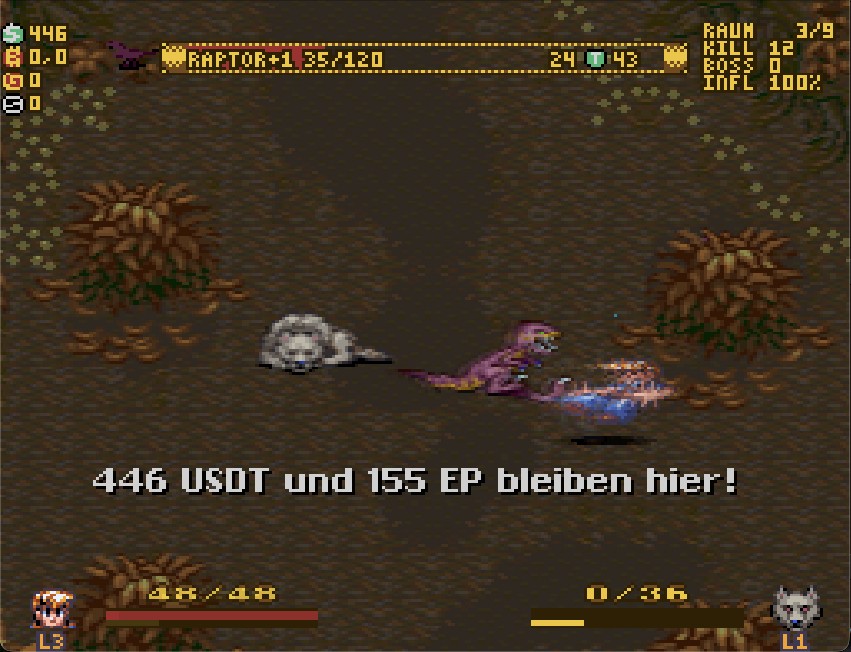 446
0,0
0
0
RAPTOR+1 35/120
24 T 43
RAUM 3/9
KILL 12
BOSS 0
INFL 100%
446 USDT und 155 EP bleiben hier!
48/48
0/36
L3
L1